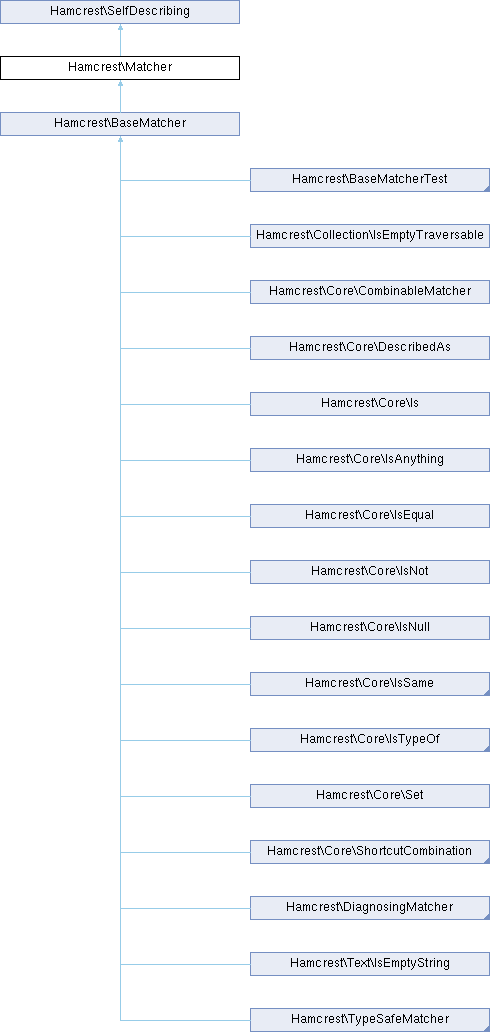 Hamcrest\SelfDescribing
Hamcrest\Matcher
Hamcrest\BaseMatcher
Hamcrest\BaseMatcherTest
Hamcrest\Collection\IsEmptyTraversable
Hamcrest\Core\CombinableMatcher
Hamcrest\Core\DescribedAs
Hamcrest\Core\Is
Hamcrest\Core\IsAnything
Hamcrest\Core\IsEqual
Hamcrest\Core\IsNot
Hamcrest\Core\IsNull
Hamcrest\Core\IsSame
Hamcrest\Core\IsTypeOf
Hamcrest\Core\Set
Hamcrest\Core\ShortcutCombination
Hamcrest\DiagnosingMatcher
Hamcrest\Text\IsEmptyString
Hamcrest\TypeSafeMatcher